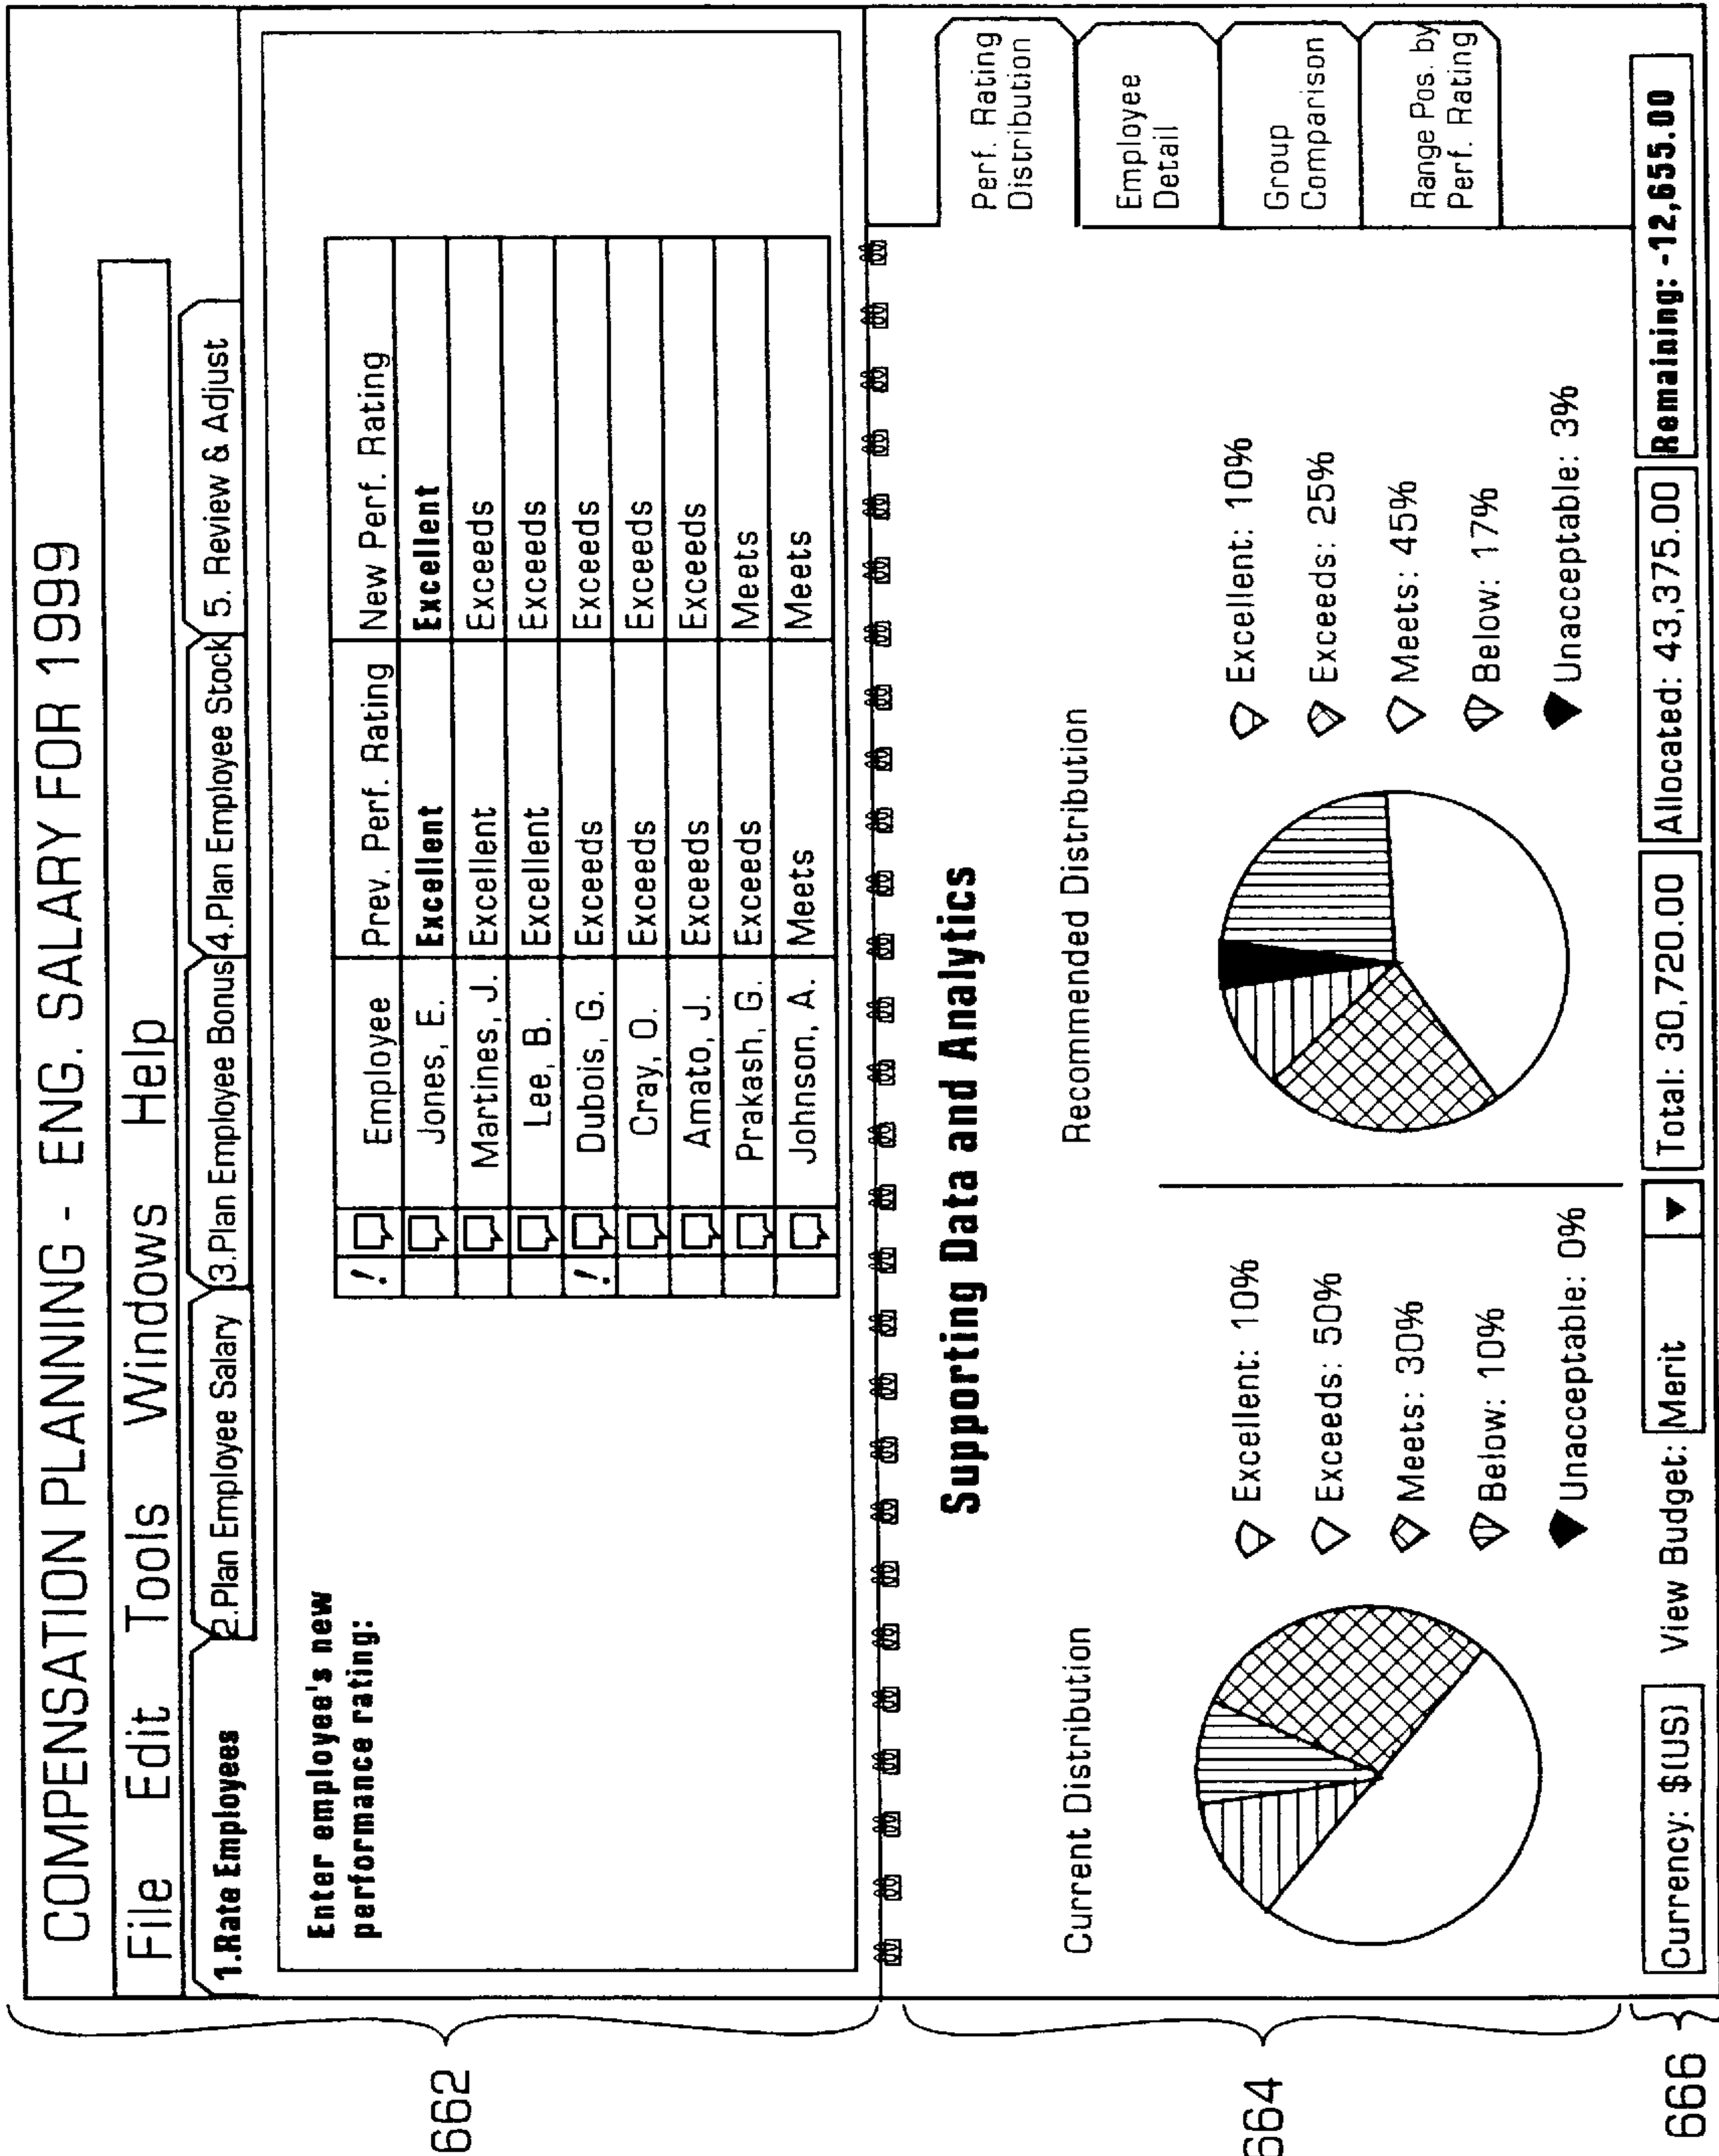 COMPENSATION PLANNING - ENG. SALARY FOR 1999
File Edit Tools Windows Help
1.Rate Employees 2.Plan Employee Salary 3.Plan Employee Bonus 4.Plan Employee Stock 5. Review & Adjust
Enter employee's new
performance rating:
! Employee Prev. Perf. Rating New Perf. Rating
Jones, E. Excellent Excellent
Martines, J. Excellent Exceeds
Lee, B. Excellent Exceeds
! Dubois, G. Exceeds Exceeds
Cray, O. Exceeds Exceeds
Amato, J. Exceeds Exceeds
Prakash, G. Exceeds Meets
Johnson, A. Meets Meets
662
Supporting Data and Analytics
Current Distribution
Excellent: 10%
Exceeds: 50%
Meets: 30%
Below: 10%
Unacceptable: 0%
Recommended Distribution
Excellent: 10%
Exceeds: 25%
Meets: 45%
Below: 17%
Unacceptable: 3%
Perf. Rating
Distribution
Employee
Detail
Group
Comparison
Range Pos. by
Perf. Rating
664
Currency: $(US) View Budget: Merit Total: 30,720.00 Allocated: 43,375.00 Remaining: -12,655.00
666